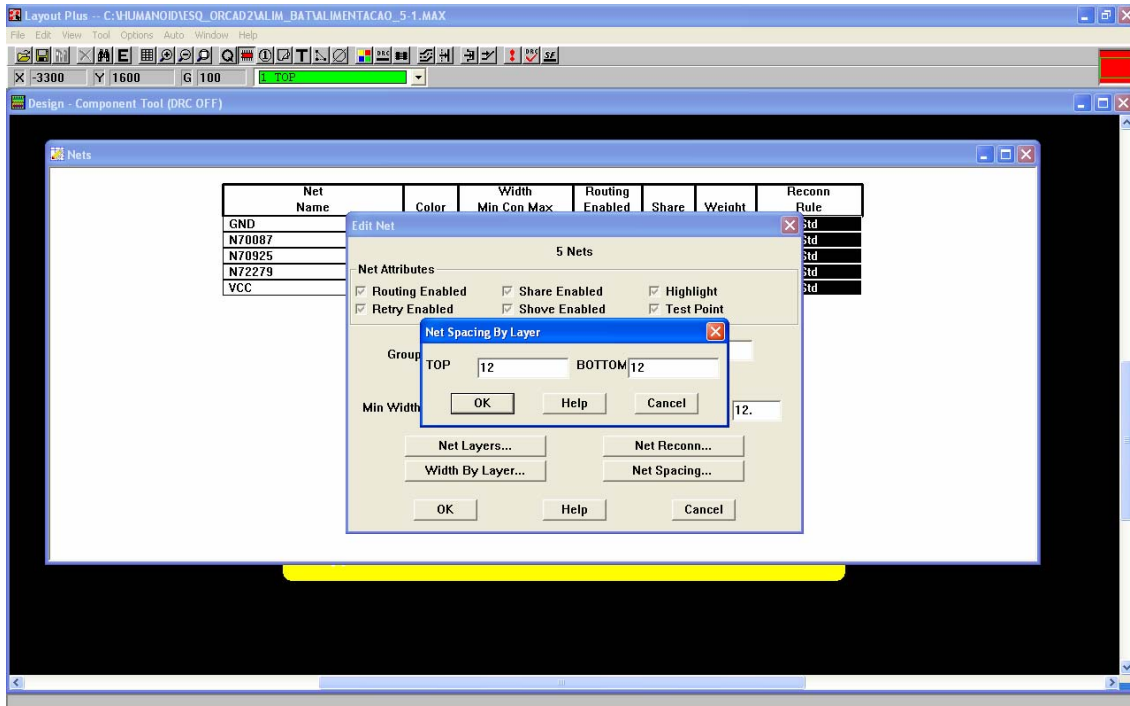 Layout Plus -- C:\HUMANOID\ESQ_ORCAD2\ALIM_BAT\ALIMENTACAO_5-1.MAX
File Edit View Tool Options Auto Window Help
X -3300 Y 1600 G 100 1 TOP
Design - Component Tool (DRC OFF)
Nets
Net Name Color Width Min Con Max Routing Enabled Share Weight Reconn Rule
GND Std
N70087 Std
N70925 Std
N72279 Std
VCC Std
Edit Net
5 Nets
Net Attributes
Routing Enabled Share Enabled Highlight
Retry Enabled Shove Enabled Test Point
Group
Net Spacing By Layer
TOP 12 BOTTOM 12
OK Help Cancel
Min Width 12.
Net Layers... Net Reconn...
Width By Layer... Net Spacing...
OK Help Cancel